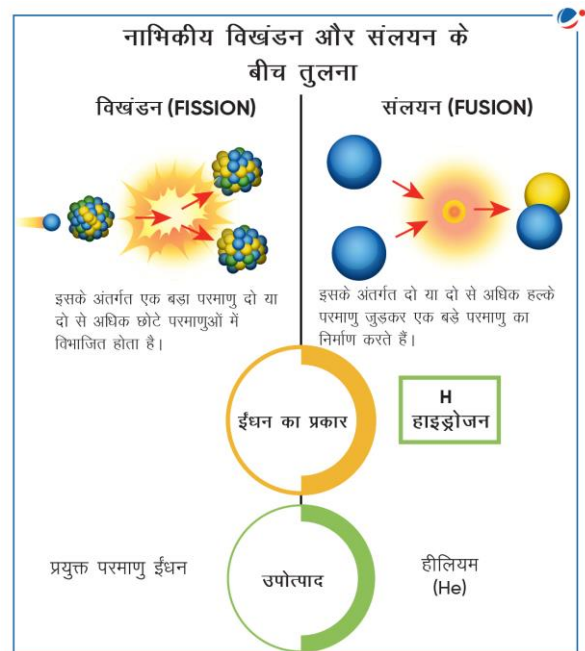 नाभिकीय विखंडन और संलयन के
बीच तुलना
विखंडन (FISSION)
इसके अंतर्गत एक बड़ा परमाणु दो या
दो से अधिक छोटे परमाणुओं में
विभाजित होता है।
संलयन (FUSION)
इसके अंतर्गत दो या दो से अधिक हल्के
परमाणु जुड़कर एक बड़े परमाणु का
निर्माण करते हैं।
ईंधन का प्रकार
H
हाइड्रोजन
प्रयुक्त परमाणु ईंधन
उपोत्पाद
हीलियम
(He)